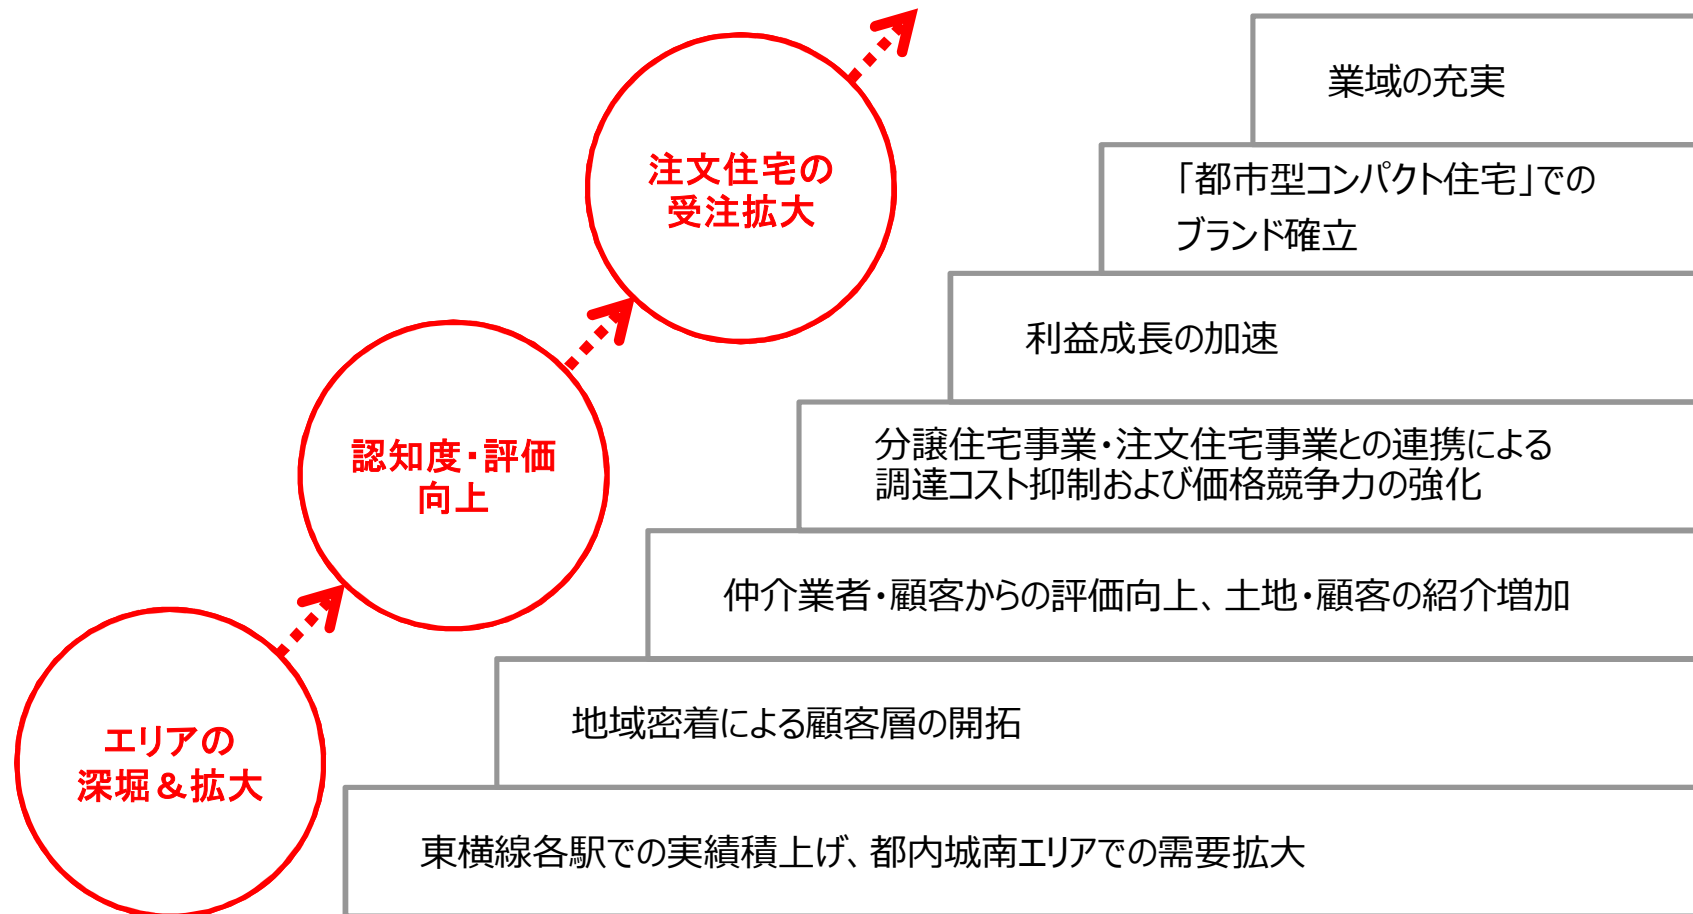 業域の充実
「都市型コンパクト住宅」での
ブランド確立
利益成長の加速
分譲住宅事業・注文住宅事業との連携による
調達コスト抑制および価格競争力の強化
仲介業者・顧客からの評価向上、土地・顧客の紹介増加
地域密着による顧客層の開拓
東横線各駅での実績積上げ、都内城南エリアでの需要拡大
注文住宅の
受注拡大
認知度・評価
向上
エリアの
深堀＆拡大